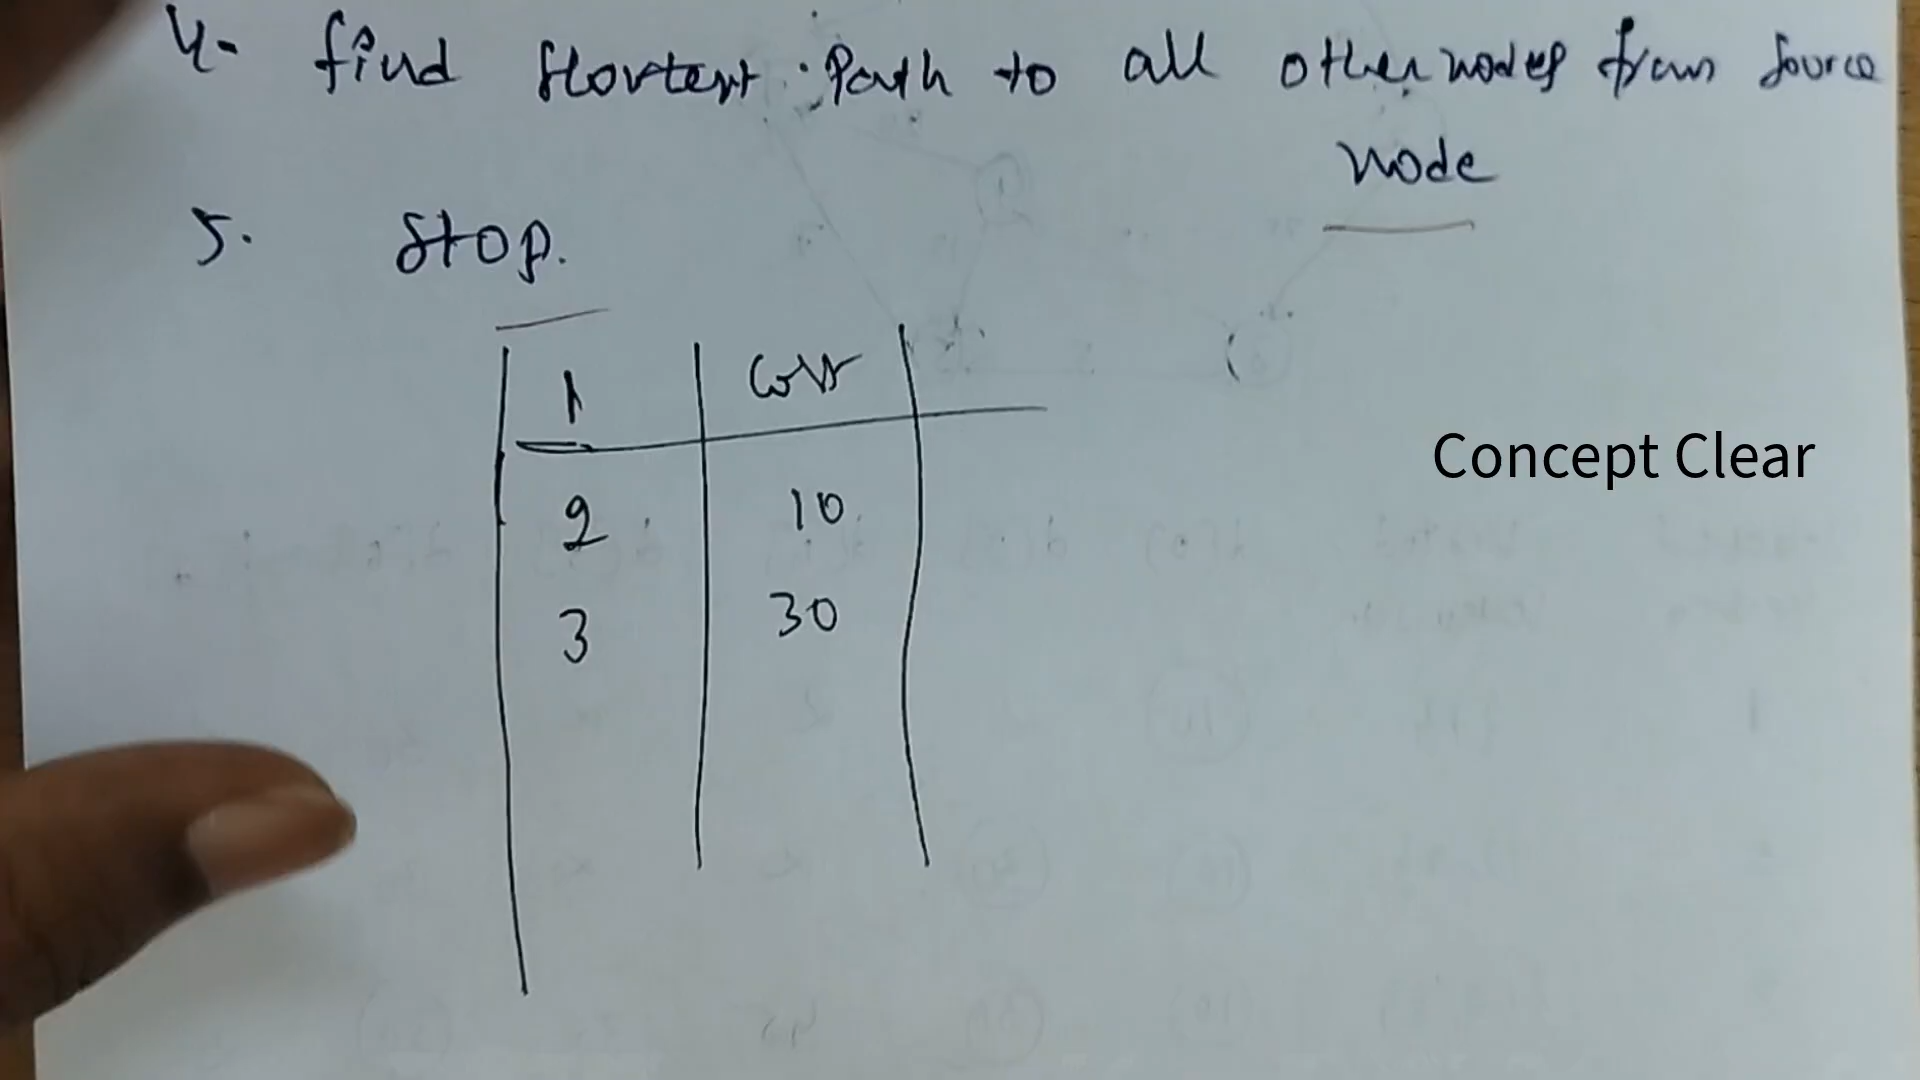 4. find shortest path to all other nodes from source
node
5. Stop.
1 Cost
2 10
3 30
Concept Clear